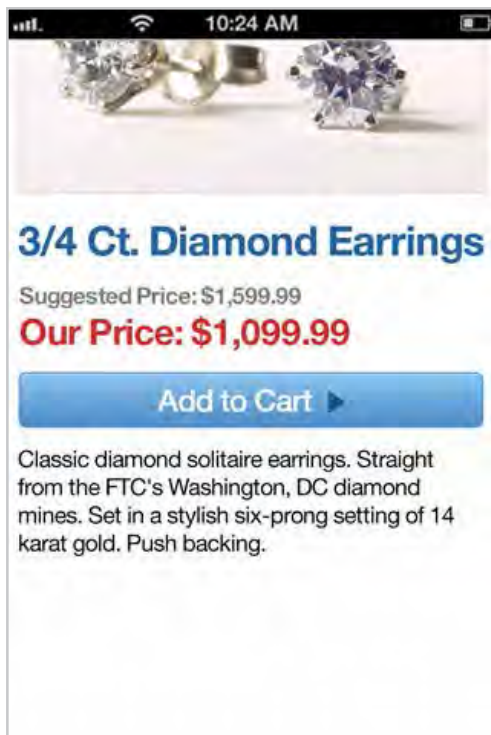 10:24 AM
3/4 Ct. Diamond Earrings
Suggested Price: $1,599.99
Our Price: $1,099.99
Add to Cart
Classic diamond solitaire earrings. Straight
from the FTC's Washington, DC diamond
mines. Set in a stylish six-prong setting of 14
karat gold. Push backing.